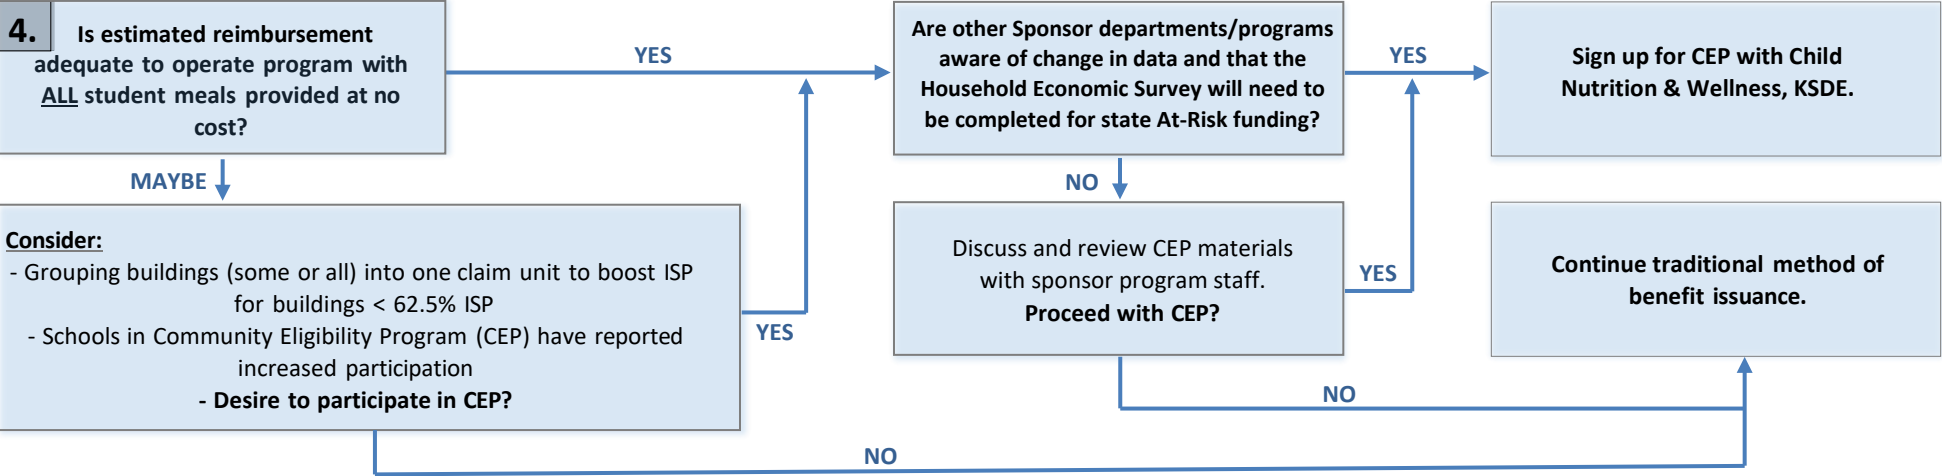 4.
Is estimated reimbursement
adequate to operate program with
ALL student meals provided at no
cost?
YES
Are other Sponsor departments/programs
aware of change in data and that the
Household Economic Survey will need to
be completed for state At-Risk funding?
YES
Sign up for CEP with Child
Nutrition & Wellness, KSDE.
MAYBE
NO
Consider:
- Grouping buildings (some or all) into one claim unit to boost ISP
for buildings < 62.5% ISP
- Schools in Community Eligibility Program (CEP) have reported
increased participation
- Desire to participate in CEP?
YES
Discuss and review CEP materials
with sponsor program staff.
Proceed with CEP?
YES
Continue traditional method of
benefit issuance.
NO
NO